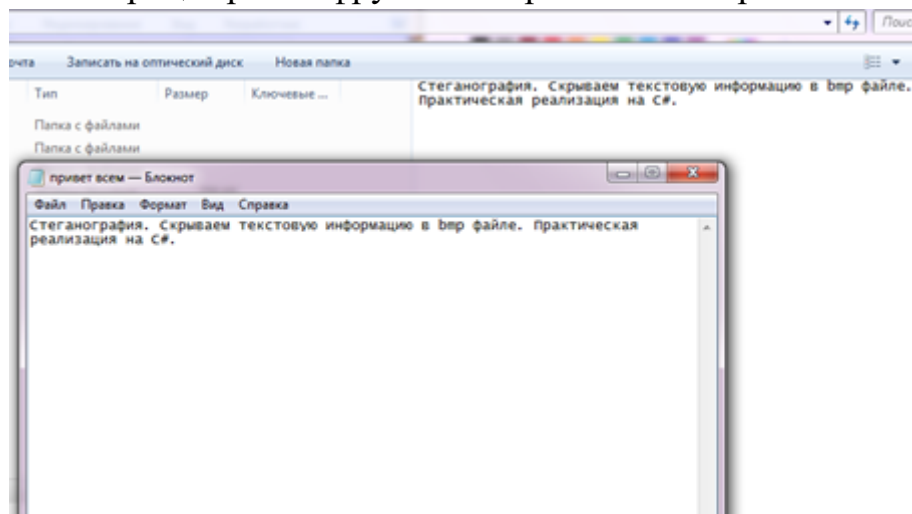 Поис
очта Записать на оптический диск Новая папка
Тип Размер Ключевые ...
Стеганография. Скрываем текстовую информацию в bmp файле.
Практическая реализация на C#.
Папка с файлами
Папка с файлами
привет всем — Блокнот
Файл Правка Формат Вид Справка
Стеганография. Скрываем текстовую информацию в bmp файле. Практическая
реализация на C#.